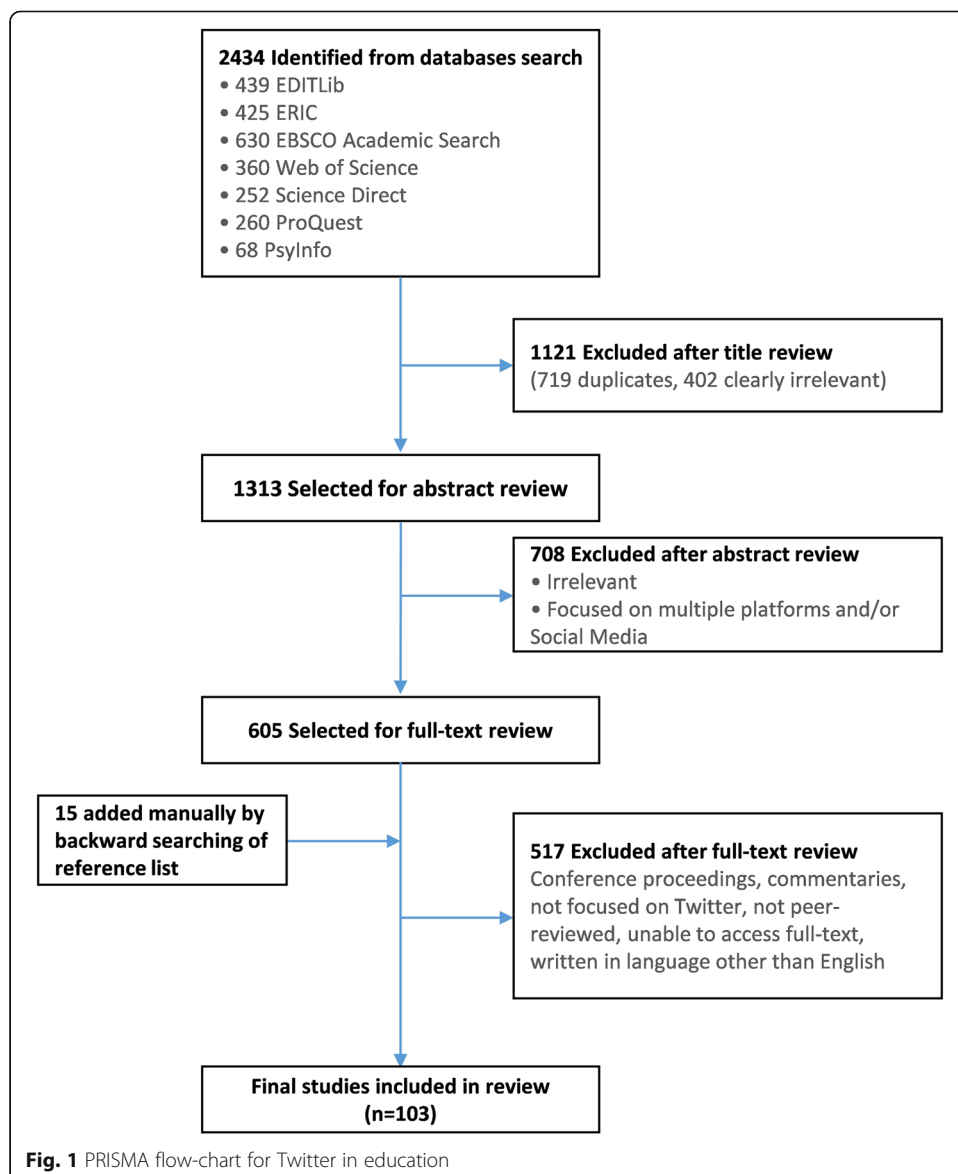 2434 Identified from databases search
• 439 EDITLib
• 425 ERIC
• 630 EBSCO Academic Search
• 360 Web of Science
• 252 Science Direct
• 260 ProQuest
• 68 PsyInfo
1121 Excluded after title review
(719 duplicates, 402 clearly irrelevant)
1313 Selected for abstract review
708 Excluded after abstract review
• Irrelevant
• Focused on multiple platforms and/or
Social Media
605 Selected for full-text review
15 added manually by
backward searching of
reference list
517 Excluded after full-text review
Conference proceedings, commentaries,
not focused on Twitter, not peer-
reviewed, unable to access full-text,
written in language other than English
Final studies included in review
(n=103)
Fig. 1 PRISMA flow-chart for Twitter in education